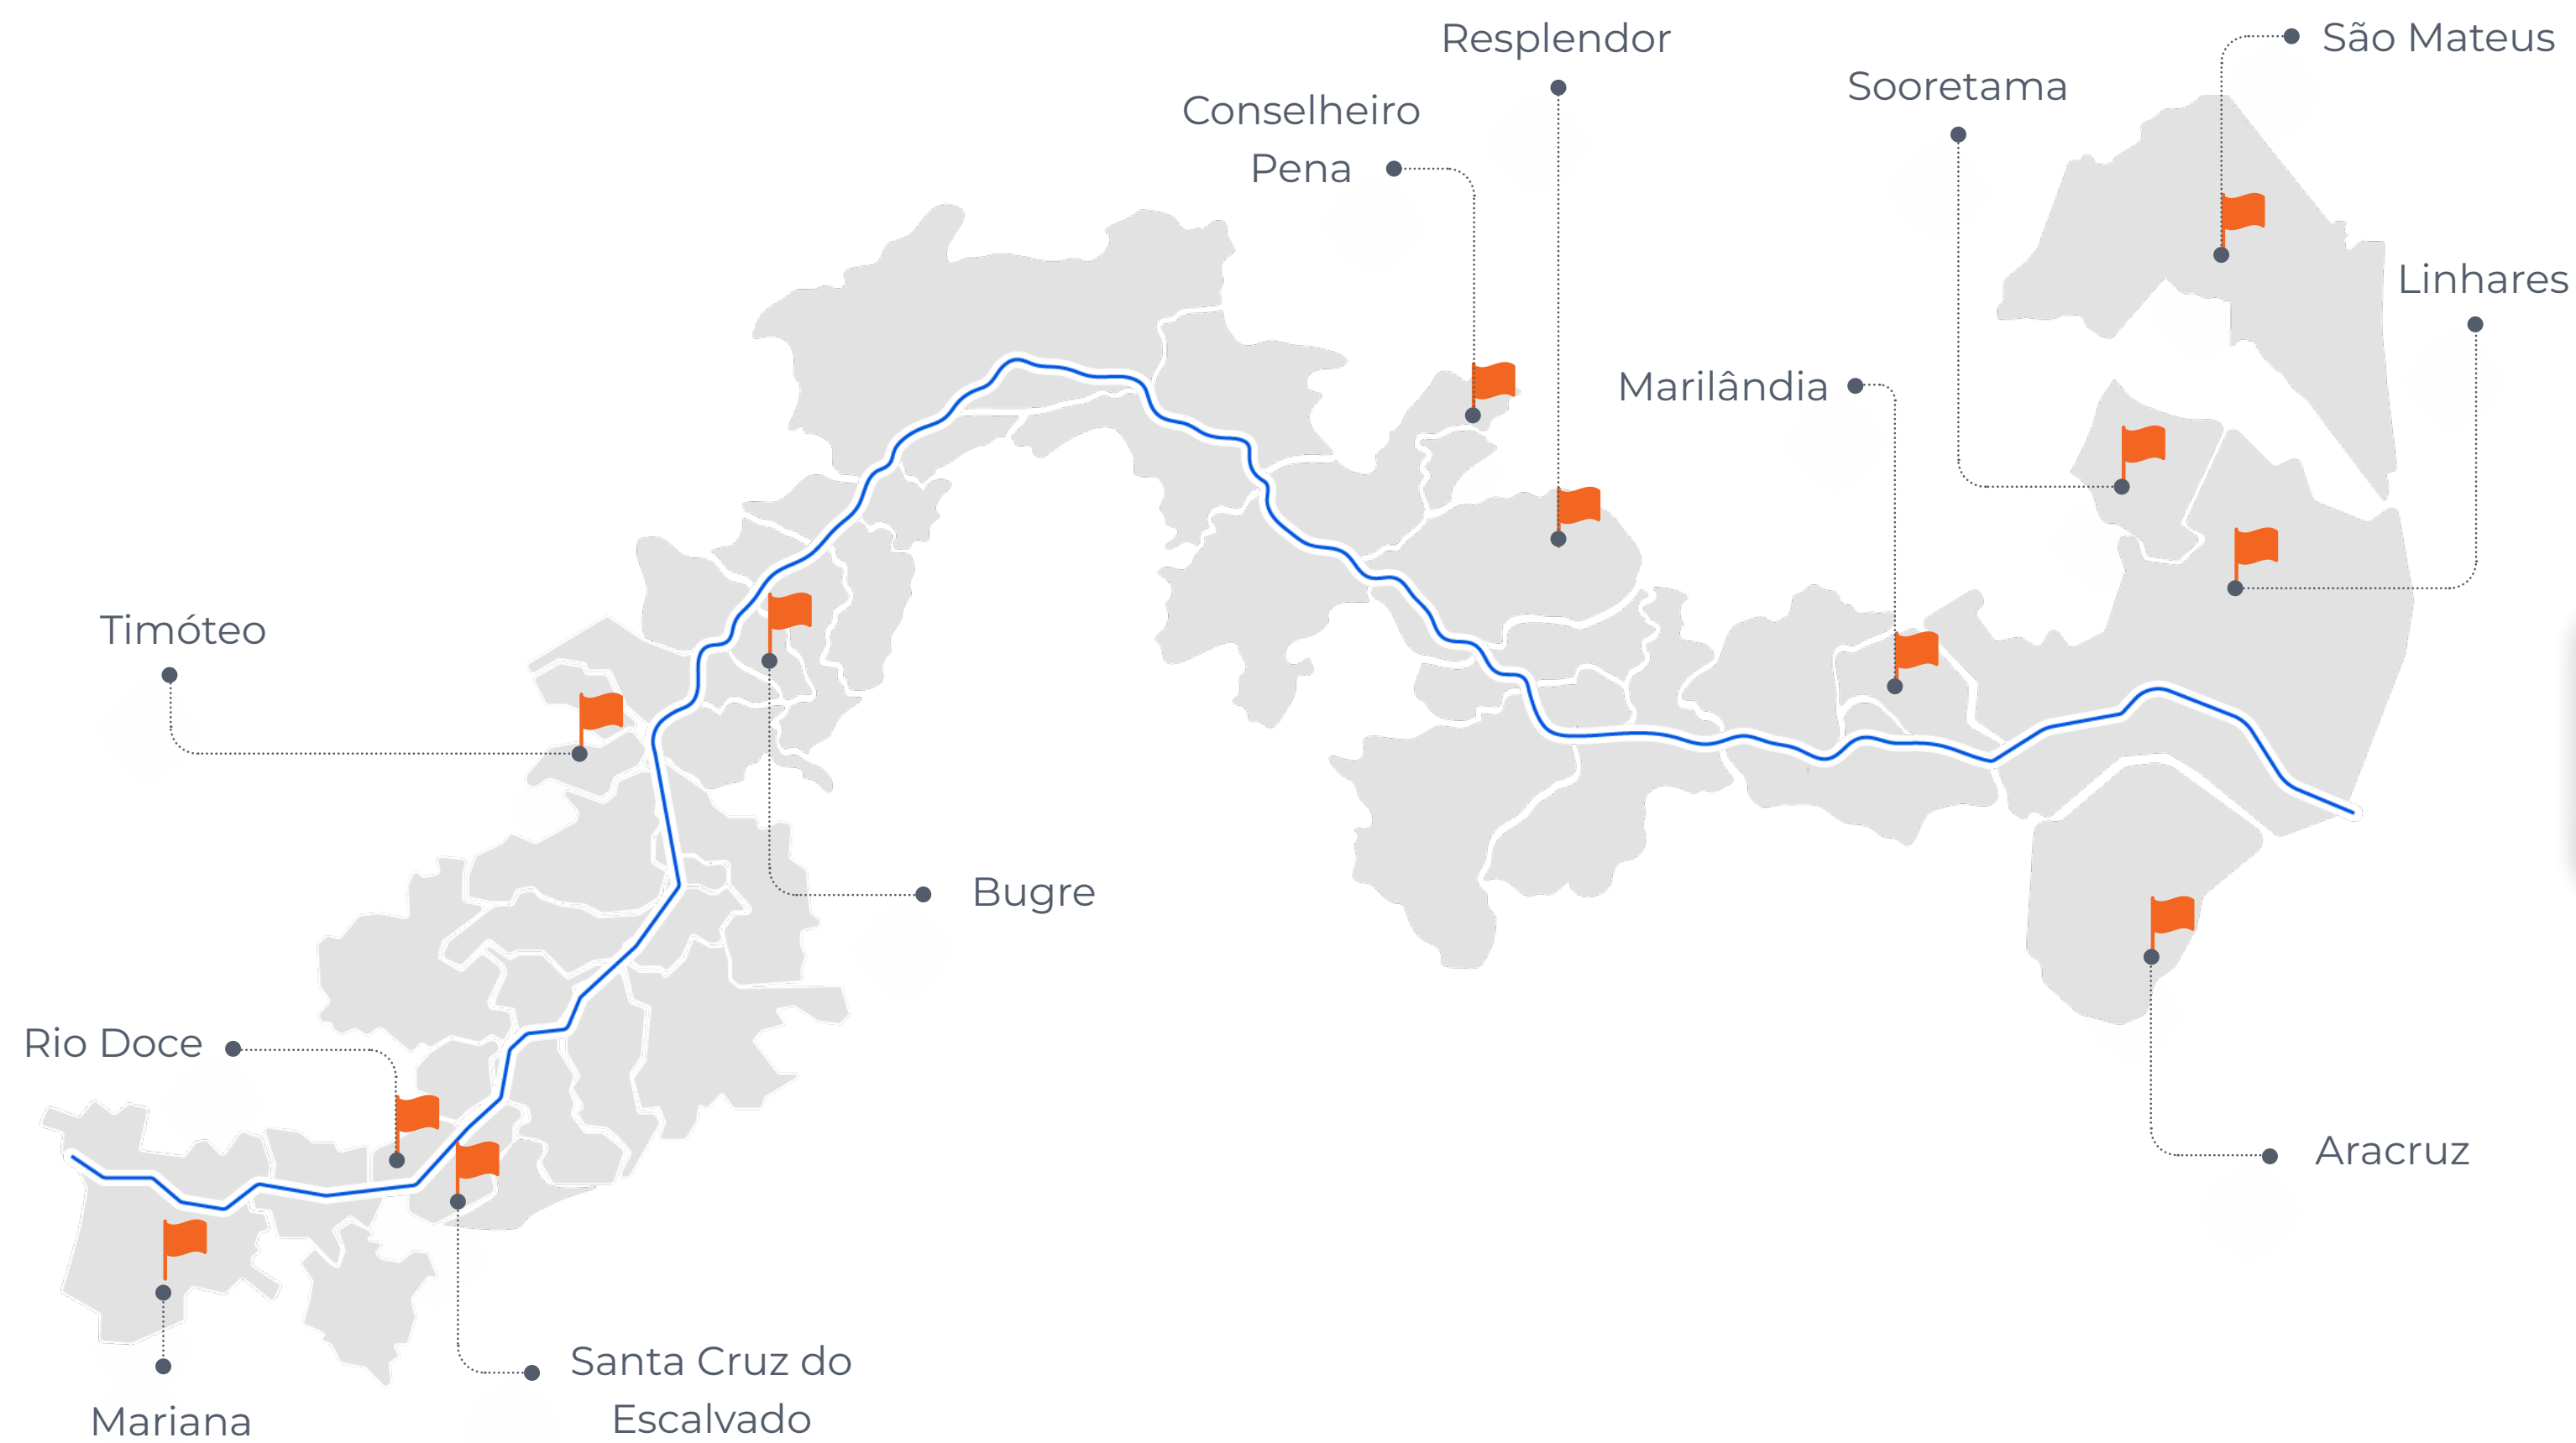 Resplendor
São Mateus
Sooretama
Conselheiro
Pena
Linhares
Marilândia
Timóteo
Bugre
Rio Doce
Aracruz
Santa Cruz do
Escalvado
Mariana